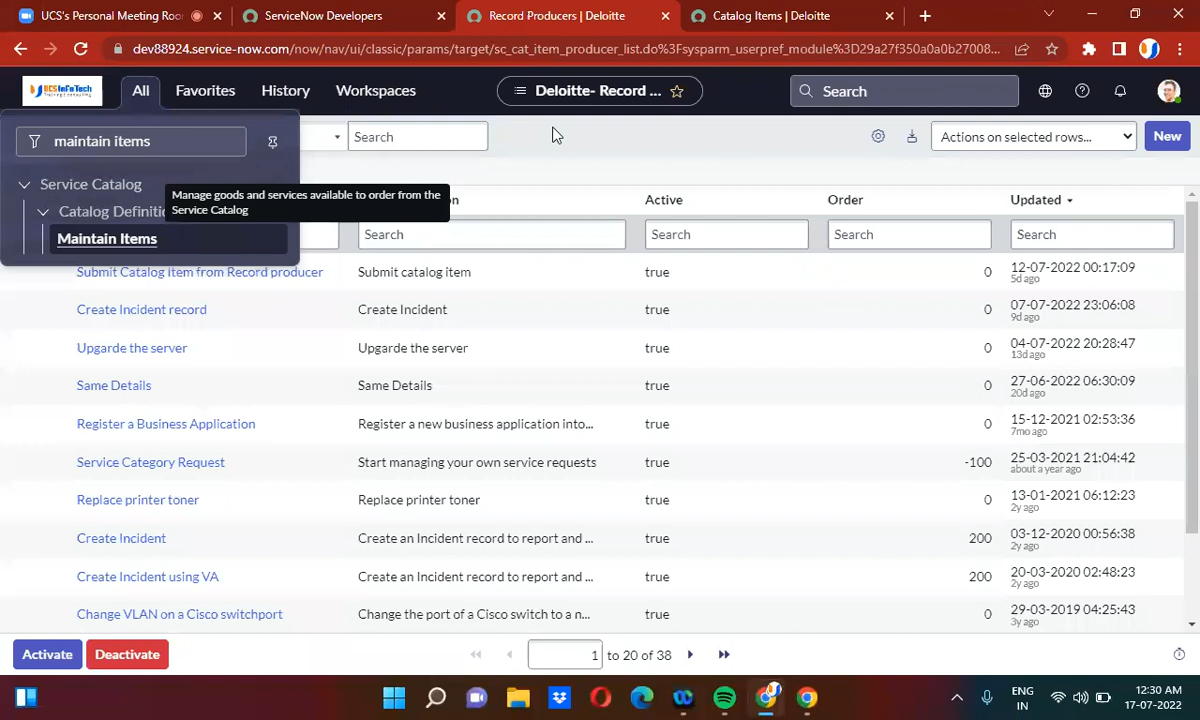 UCS's Personal Meeting Roo
ServiceNow Developers
Record Producers | Deloitte
Catalog Items | Deloitte
dev88924.service-now.com/now/nav/ui/classic/params/target/sc_cat_item_producer_list.do%3Fsysparm_userpref_module%3D29a27f350a0a0b27008...
UCSInfoTech
All
Favorites
History
Workspaces
Deloitte- Record ...
Search
maintain items
Search
Actions on selected rows...
New
Service Catalog
Manage goods and services available to order from the
Service Catalog
Catalog Definitio
Maintain Items
on
Active
Order
Updated
Search
Search
Search
Search
Submit Catalog item from Record producer
Submit catalog item
true
0
12-07-2022 00:17:09
5d ago
Create Incident record
Create Incident
true
0
07-07-2022 23:06:08
9d ago
Upgarde the server
Upgarde the server
true
0
04-07-2022 20:28:47
13d ago
Same Details
Same Details
true
0
27-06-2022 06:30:09
20d ago
Register a Business Application
Register a new business application into...
true
0
15-12-2021 02:53:36
7mo ago
Service Category Request
Start managing your own service requests
true
-100
25-03-2021 21:04:42
about a year ago
Replace printer toner
Replace printer toner
true
0
13-01-2021 06:12:23
2y ago
Create Incident
Create an Incident record to report and ...
true
200
03-12-2020 00:56:38
2y ago
Create Incident using VA
Create an Incident record to report and ...
true
200
20-03-2020 02:48:23
2y ago
Change VLAN on a Cisco switchport
Change the port of a Cisco switch to a n...
true
0
29-03-2019 04:25:43
3y ago
Activate
Deactivate
1 to 20 of 38
ENG
IN
12:30 AM
17-07-2022